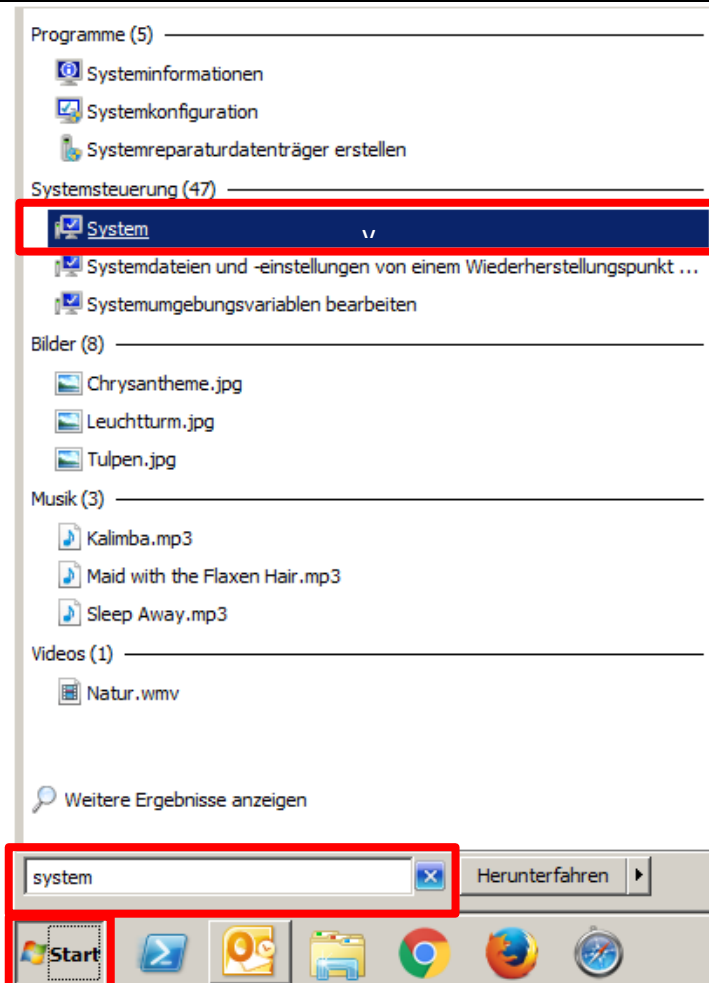 Programme (5)
Systeminformationen
Systemkonfiguration
Systemreparaturdatenträger erstellen
Systemsteuerung (47)
System
Systemdateien und -einstellungen von einem Wiederherstellungspunkt ...
Systemumgebungsvariablen bearbeiten
Bilder (8)
Chrysantheme.jpg
Leuchtturm.jpg
Tulpen.jpg
Musik (3)
Kalimba.mp3
Maid with the Flaxen Hair.mp3
Sleep Away.mp3
Videos (1)
Natur.wmv
Weitere Ergebnisse anzeigen
system
Herunterfahren
Start